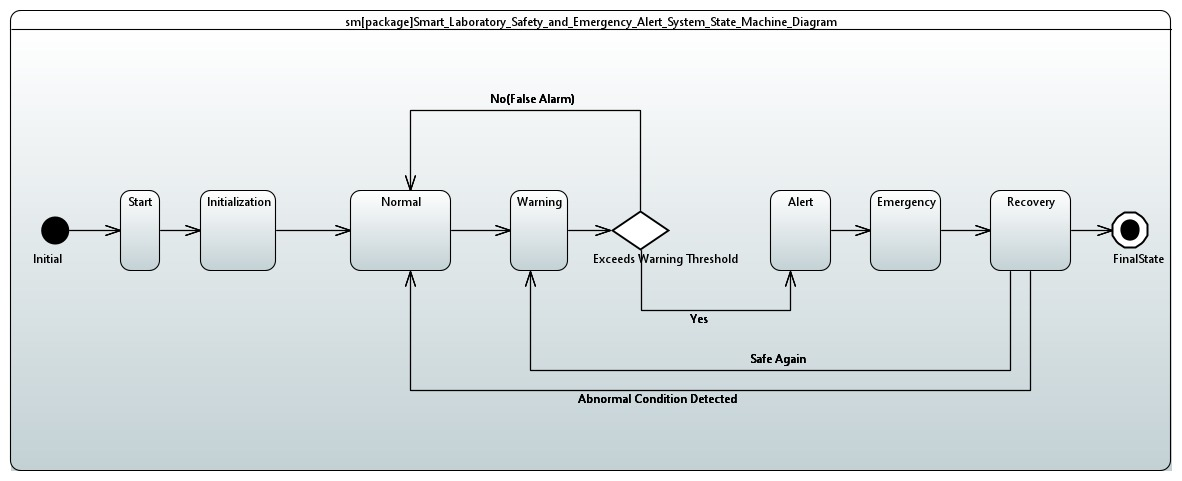 sm[package]Smart_Laboratory_Safety_and_Emergency_Alert_System_State_Machine_Diagram
No(False Alarm)
Start
Initialization
Normal
Warning
Alert
Emergency
Recovery
Initial
Exceeds Warning Threshold
FinalState
Yes
Safe Again
Abnormal Condition Detected